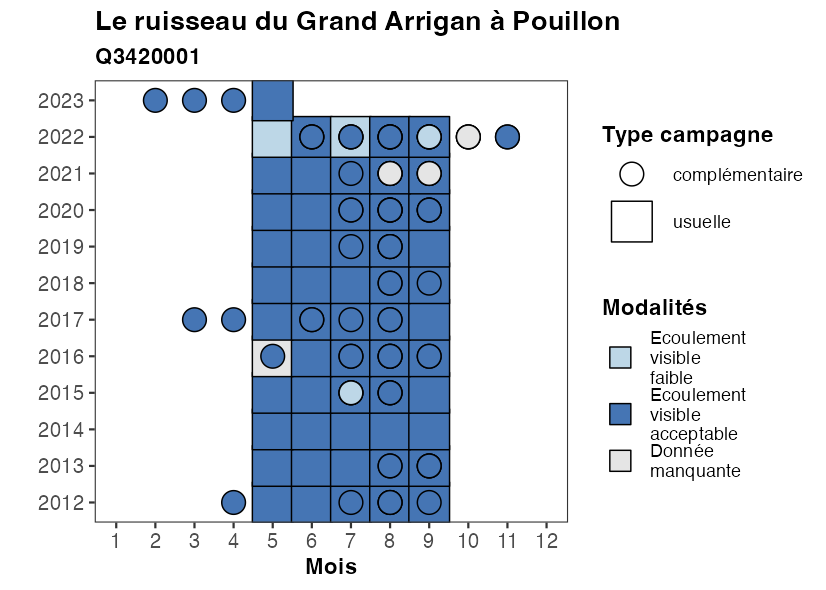 Le ruisseau du Grand Arrigan à Pouillon
Q3420001
2023
2022
2021
2020
2019
2018
2017
2016
2015
2014
2013
2012
1 2 3 4 5 6 7 8 9 10 11 12
Mois
Type campagne
complémentaire
usuelle
Modalités
Ecoulement
visible
faible
Ecoulement
visible
acceptable
Donnée
manquante